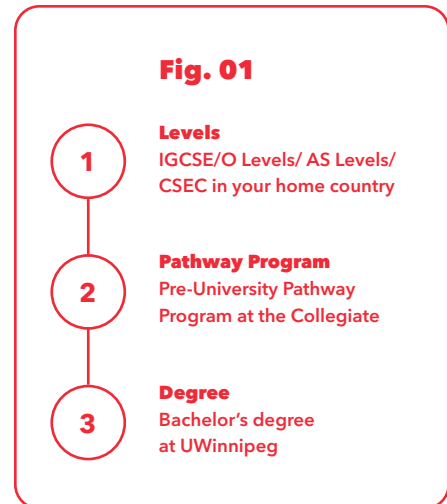 Fig. 01
1
Levels
IGCSE/O Levels/ AS Levels/
CSEC in your home country
2
Pathway Program
Pre-University Pathway
Program at the Collegiate
3
Degree
Bachelor’s degree
at UWinnipeg